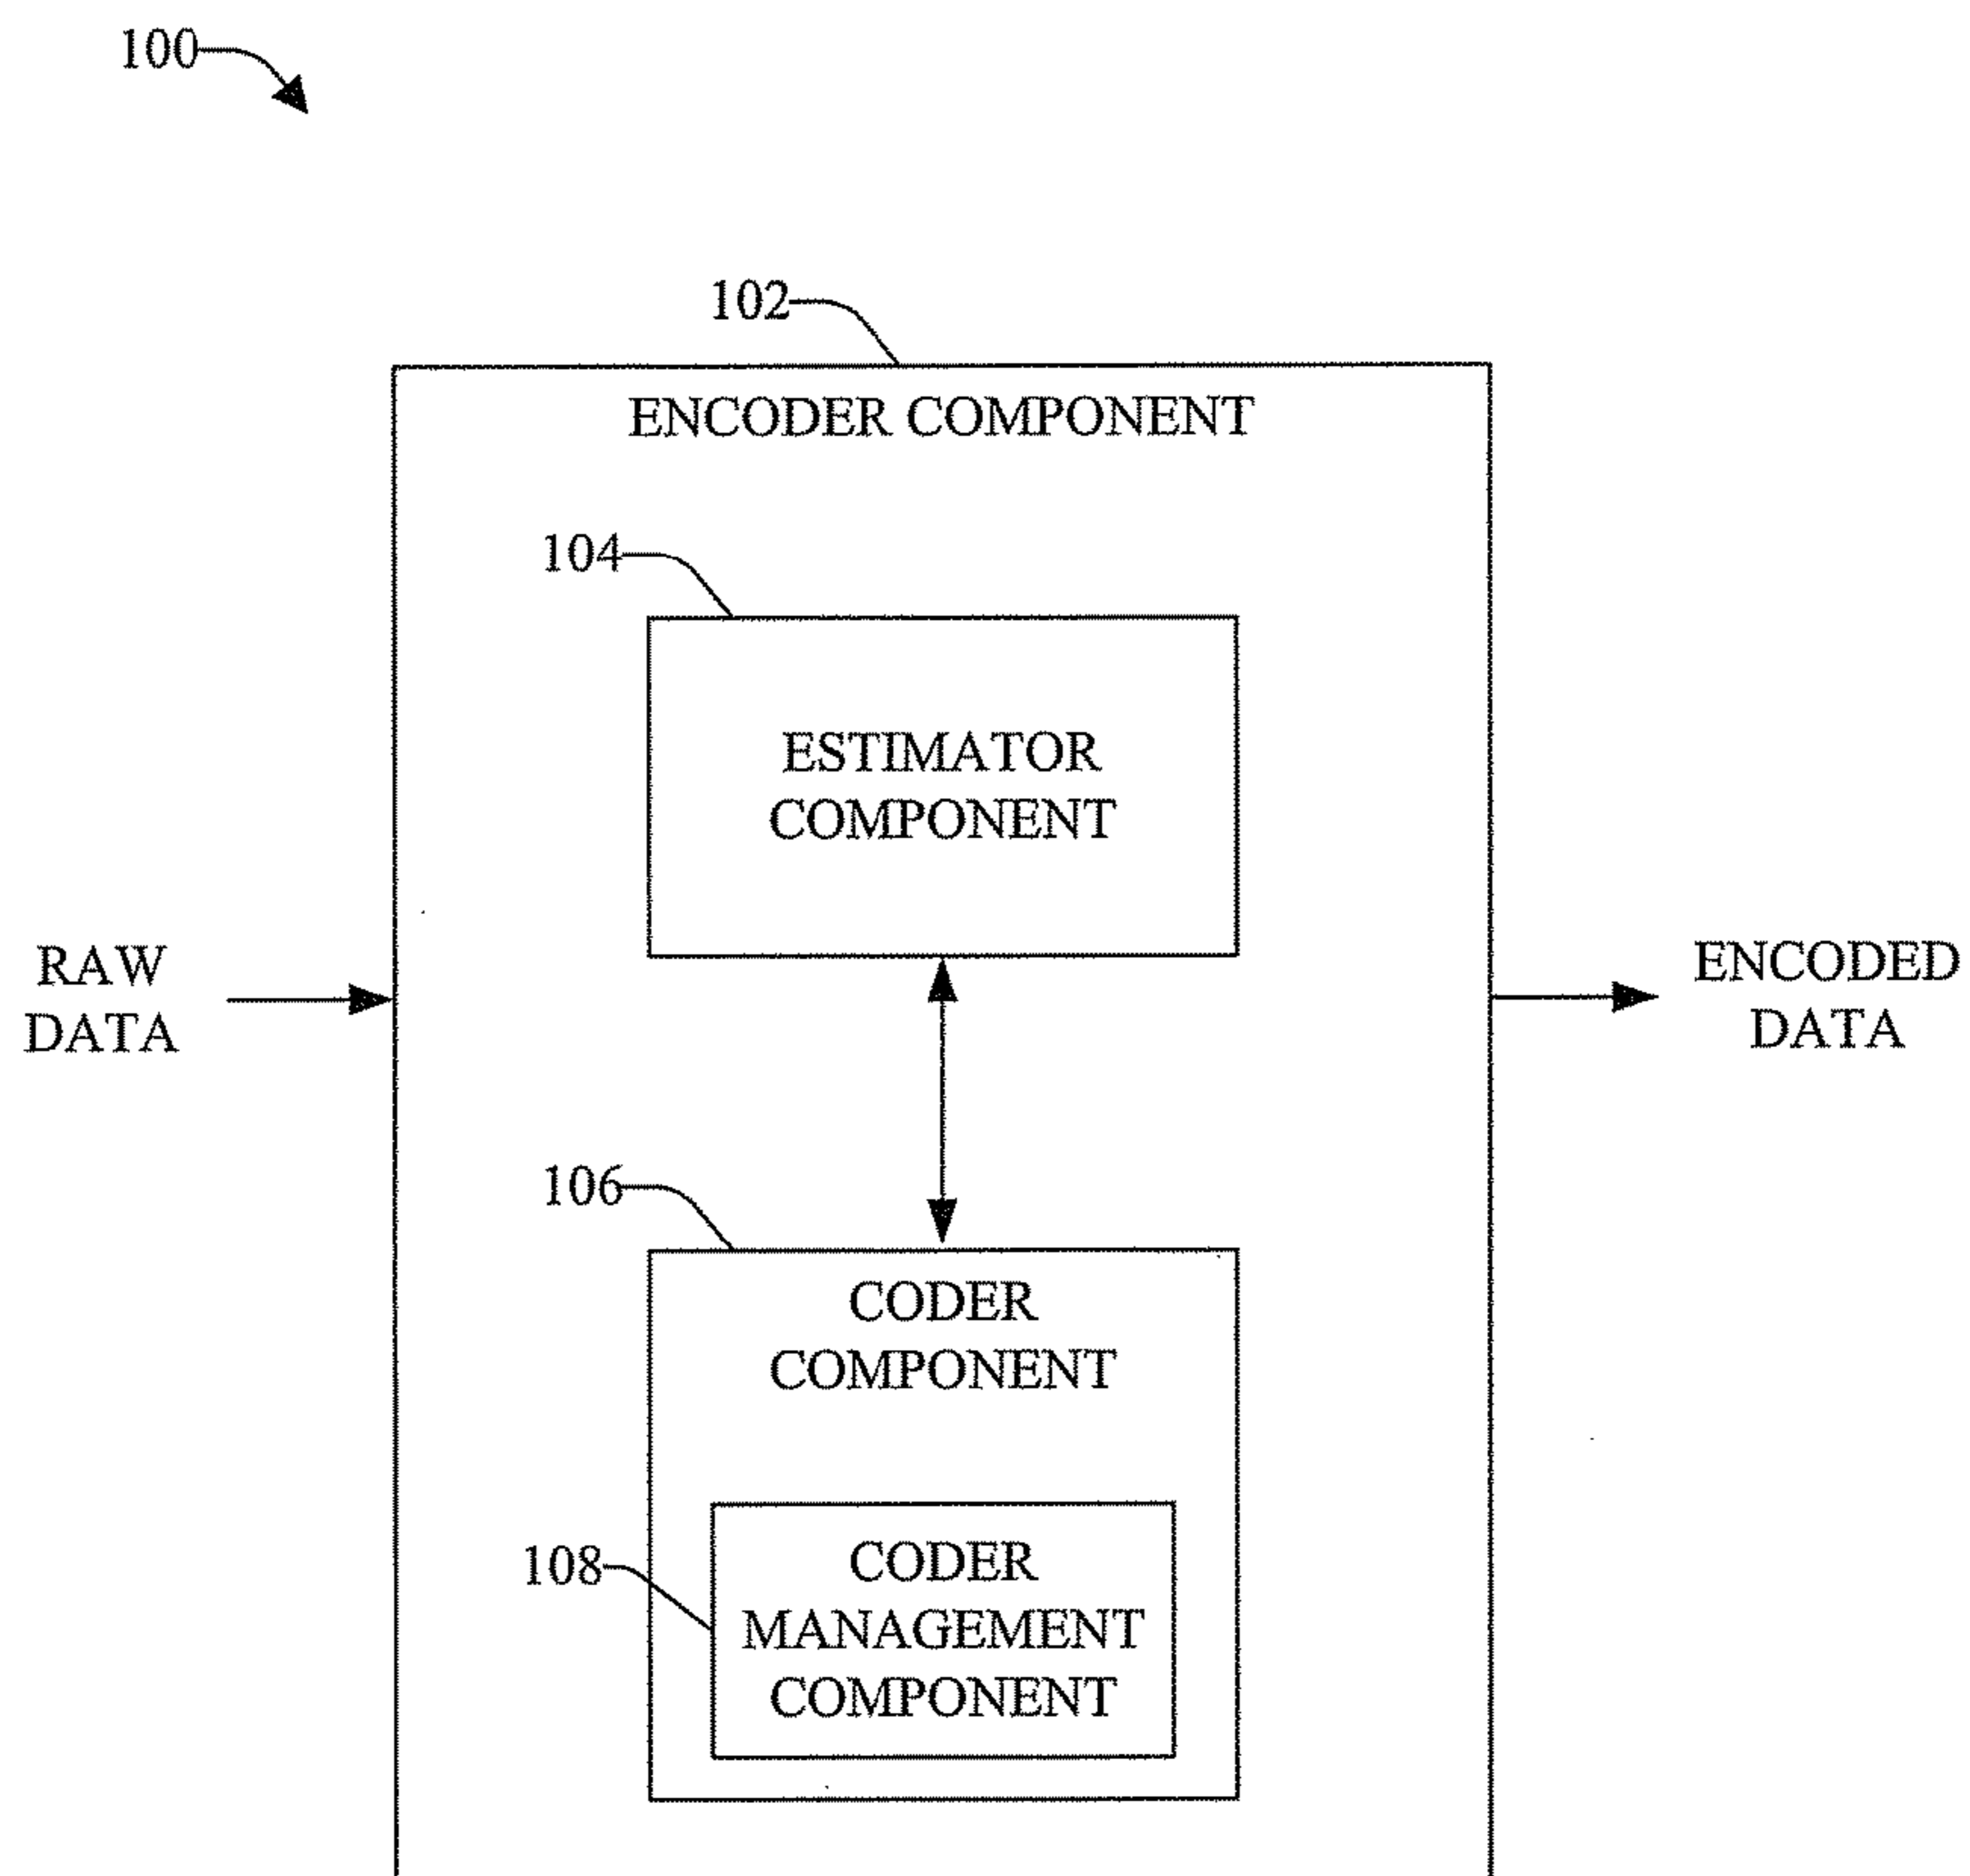 100
102
ENCODER COMPONENT
104
ESTIMATOR
COMPONENT
RAW
DATA
ENCODED
DATA
106
CODER
COMPONENT
108
CODER
MANAGEMENT
COMPONENT